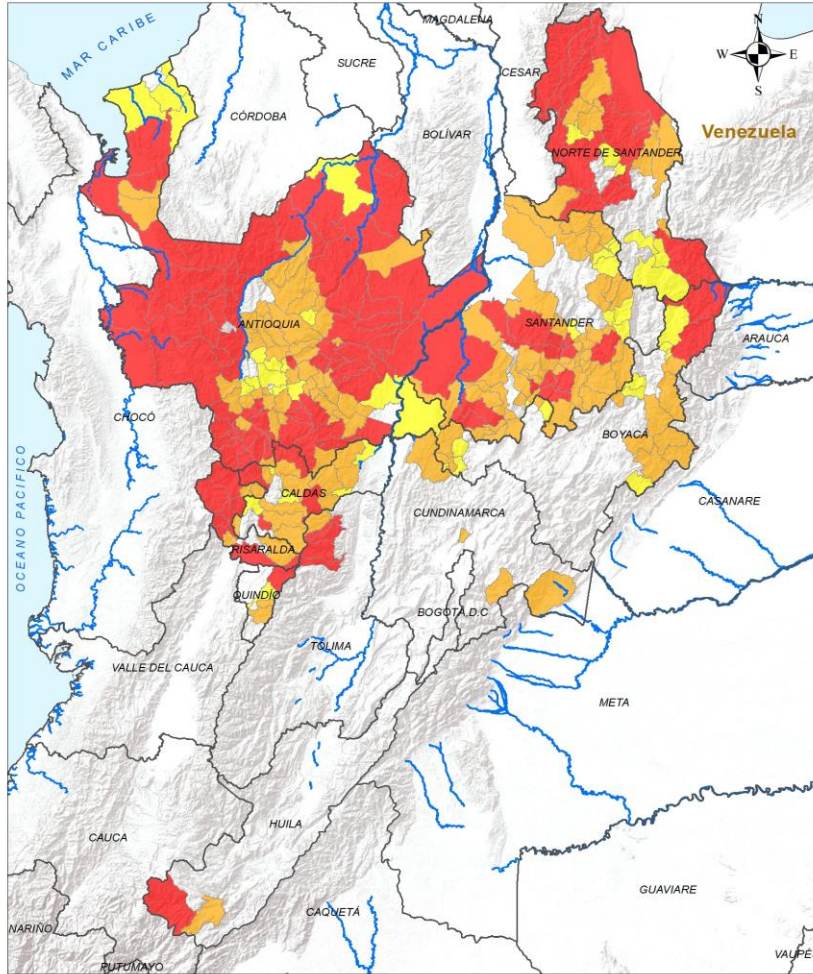 MAGDALENA
MAR CARIBE
N
W
E
S
SUCRE
CESAR
CÓRDOBA
BOLÍVAR
Venezuela
NORTE DE SANTANDER
ANTIOQUIA
SANTANDER
ARAUCA
CHOCÓ
BOYACÁ
OCEANO PACIFICO
CALDAS
CASANARE
CUNDINAMARCA
RISARALDA
QUINDÍO
BOGOTÁ,D.C
TOLIMA
VALLE DEL CAUCA
META
HUILA
CAUCA
GUAVIARE
CAQUETÁ
NARIÑO
PUTUMAYO
VAUPÉ